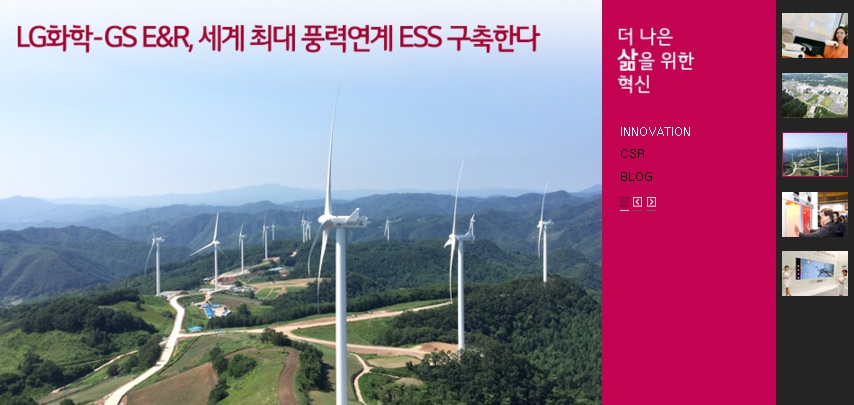 LG화학-GS E&R, 세계 최대 풍력연계 ESS 구축한다
더 나은
삶을 위한
혁신
INNOVATION
CSR
BLOG